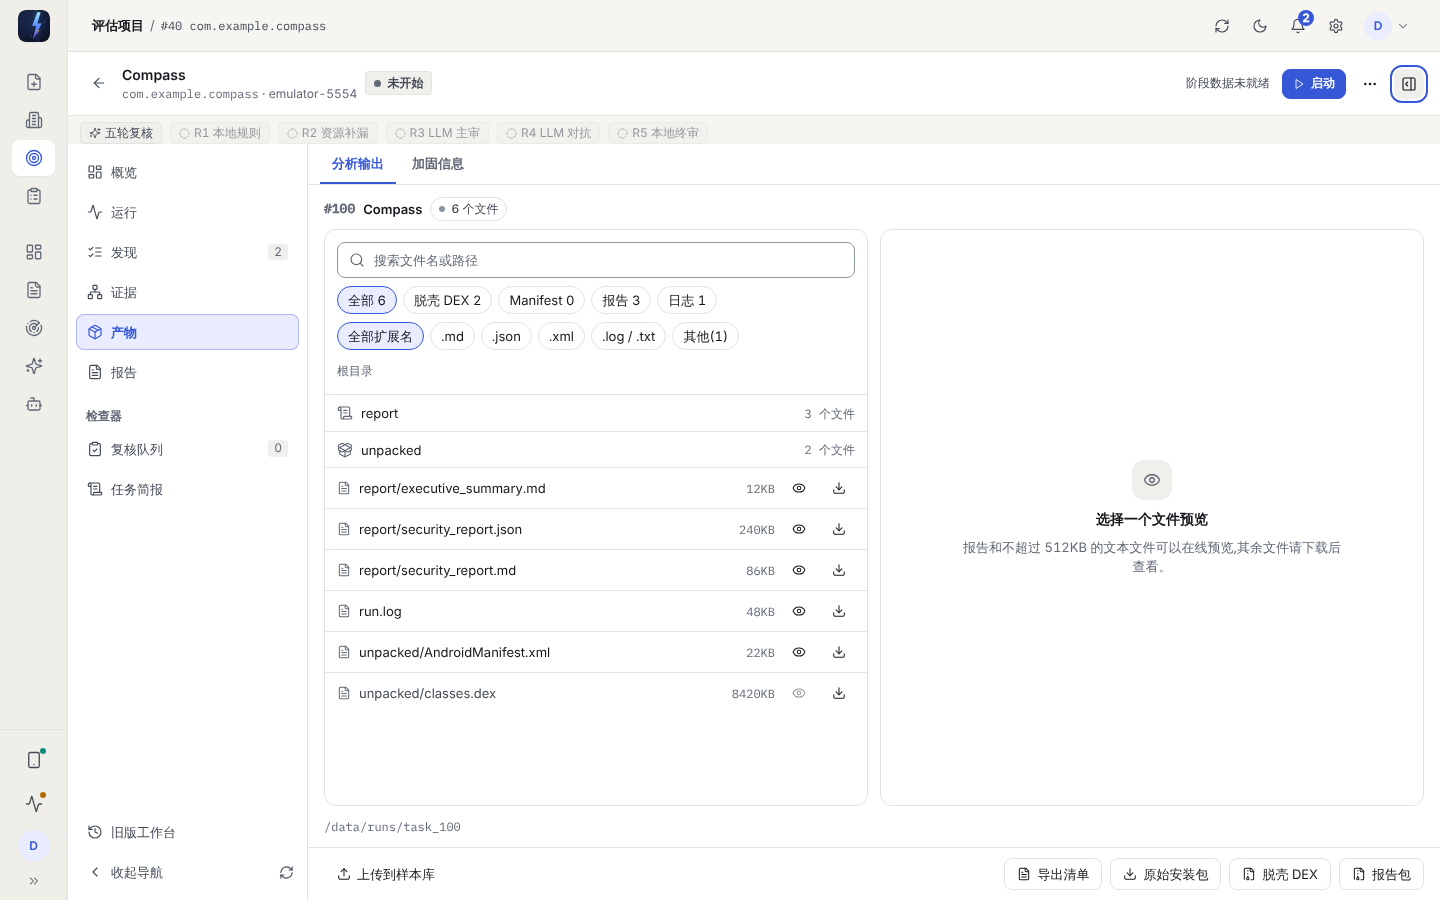 评估项目 / #40 com.example.compass
2
D
Compass
com.example.compass · emulator-5554
未开始
阶段数据未就绪
启动
五轮复核
R1 本地规则
R2 资源补漏
R3 LLM 主审
R4 LLM 对抗
R5 本地终审
概览
运行
发现 2
证据
产物
报告
检查器
复核队列 0
任务简报
旧版工作台
收起导航
D
分析输出
加固信息
#100 Compass 6 个文件
搜索文件名或路径
全部 6
脱壳 DEX 2
Manifest 0
报告 3
日志 1
全部扩展名
.md
.json
.xml
.log / .txt
其他(1)
根目录
report 3 个文件
unpacked 2 个文件
report/executive_summary.md 12KB
report/security_report.json 240KB
report/security_report.md 86KB
run.log 48KB
unpacked/AndroidManifest.xml 22KB
unpacked/classes.dex 8420KB
选择一个文件预览
报告和不超过 512KB 的文本文件可以在线预览,其余文件请下载后
查看。
/data/runs/task_100
上传到样本库
导出清单
原始安装包
脱壳 DEX
报告包